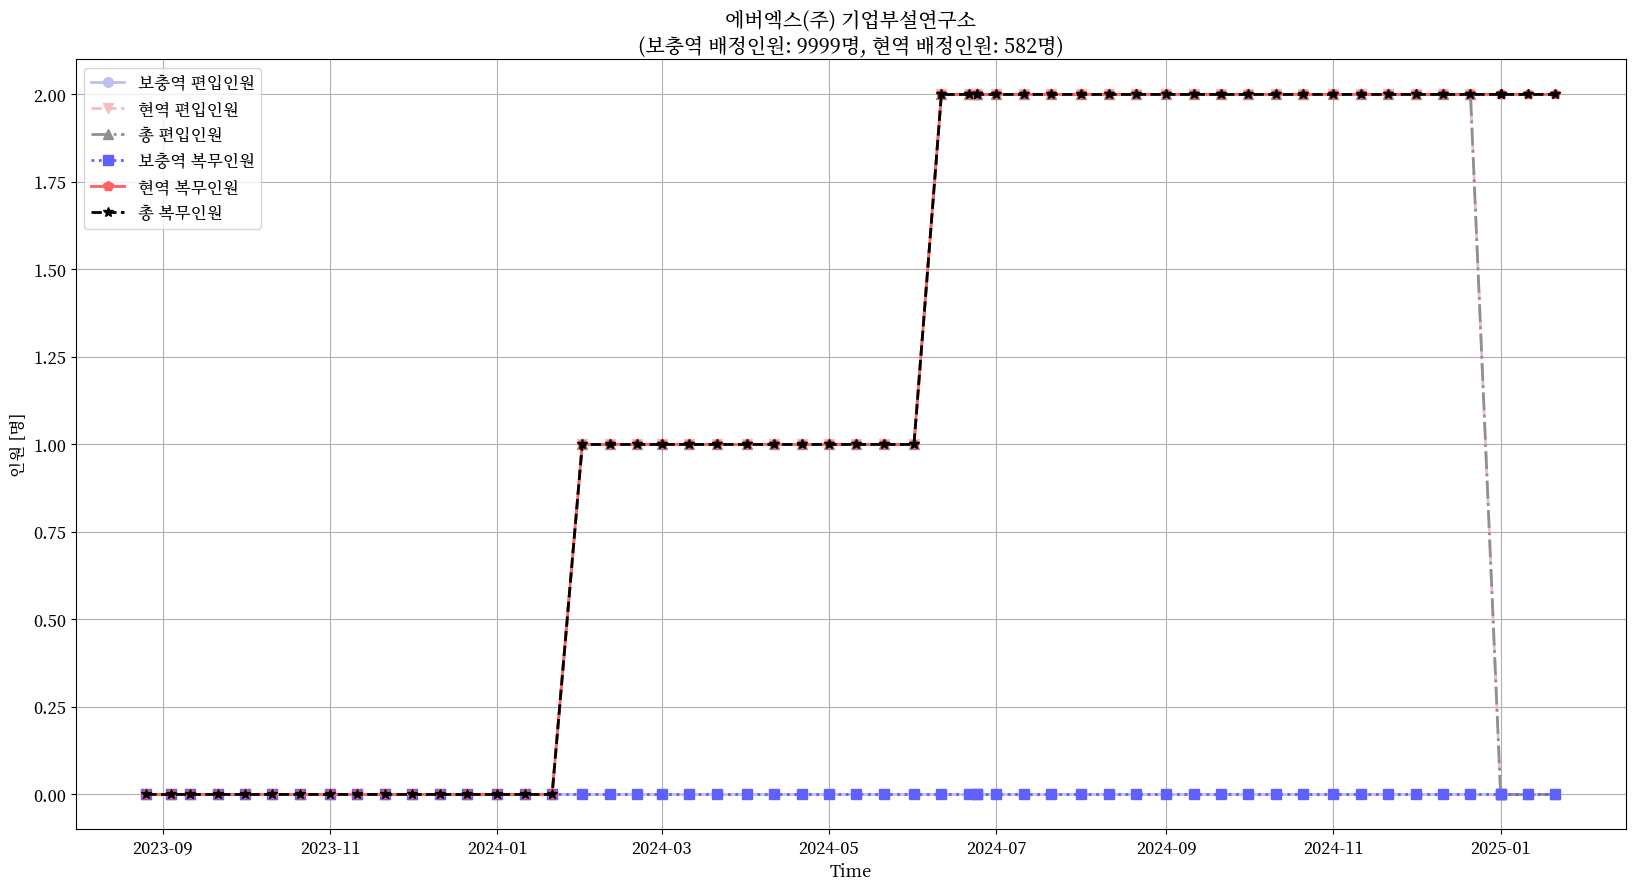 에버엑스(주) 기업부설연구소
(보충역 배정인원: 9999명, 현역 배정인원: 582명)
보충역 편입인원
현역 편입인원
총 편입인원
보충역 복무인원
현역 복무인원
총 복무인원
인원 [명]
2.00
1.75
1.50
1.25
1.00
0.75
0.50
0.25
0.00
2023-09 2023-11 2024-01 2024-03 2024-05 2024-07 2024-09 2024-11 2025-01
Time